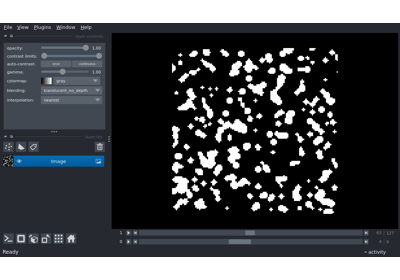 File View Plugins Window Help
opacity: 1.00
contrast limits:
auto-contrast: once continuous
gamma: 1.00
colormap: gray
blending: translucent_no_depth
interpolation: nearest
Image
1
0
Ready
activity